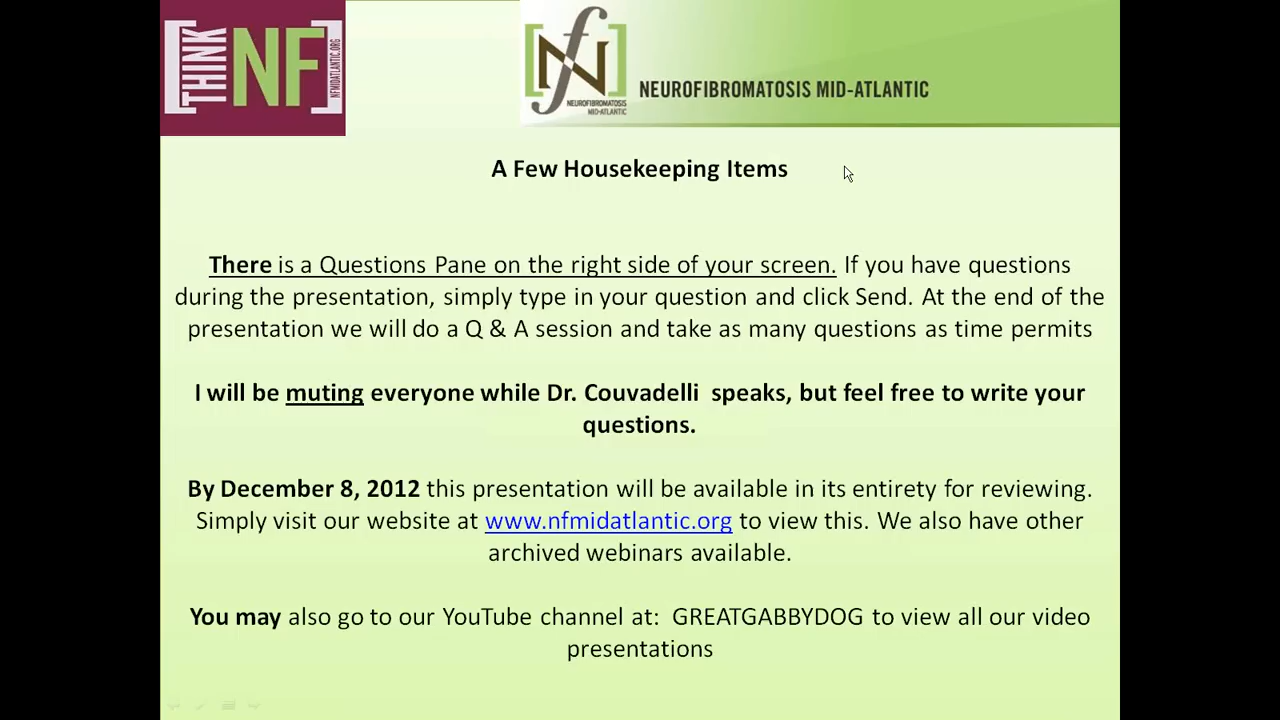 THINK
NF
NFMIDATLANTIC.ORG
NF
NEUROFIBROMATOSIS
MID-ATLANTIC
NEUROFIBROMATOSIS MID-ATLANTIC
A Few Housekeeping Items
There is a Questions Pane on the right side of your screen. If you have questions
during the presentation, simply type in your question and click Send. At the end of the
presentation we will do a Q & A session and take as many questions as time permits
I will be muting everyone while Dr. Couvadelli  speaks, but feel free to write your
questions.
By December 8, 2012 this presentation will be available in its entirety for reviewing.
Simply visit our website at www.nfmidatlantic.org to view this. We also have other
archived webinars available.
You may also go to our YouTube channel at:  GREATGABBYDOG to view all our video
presentations